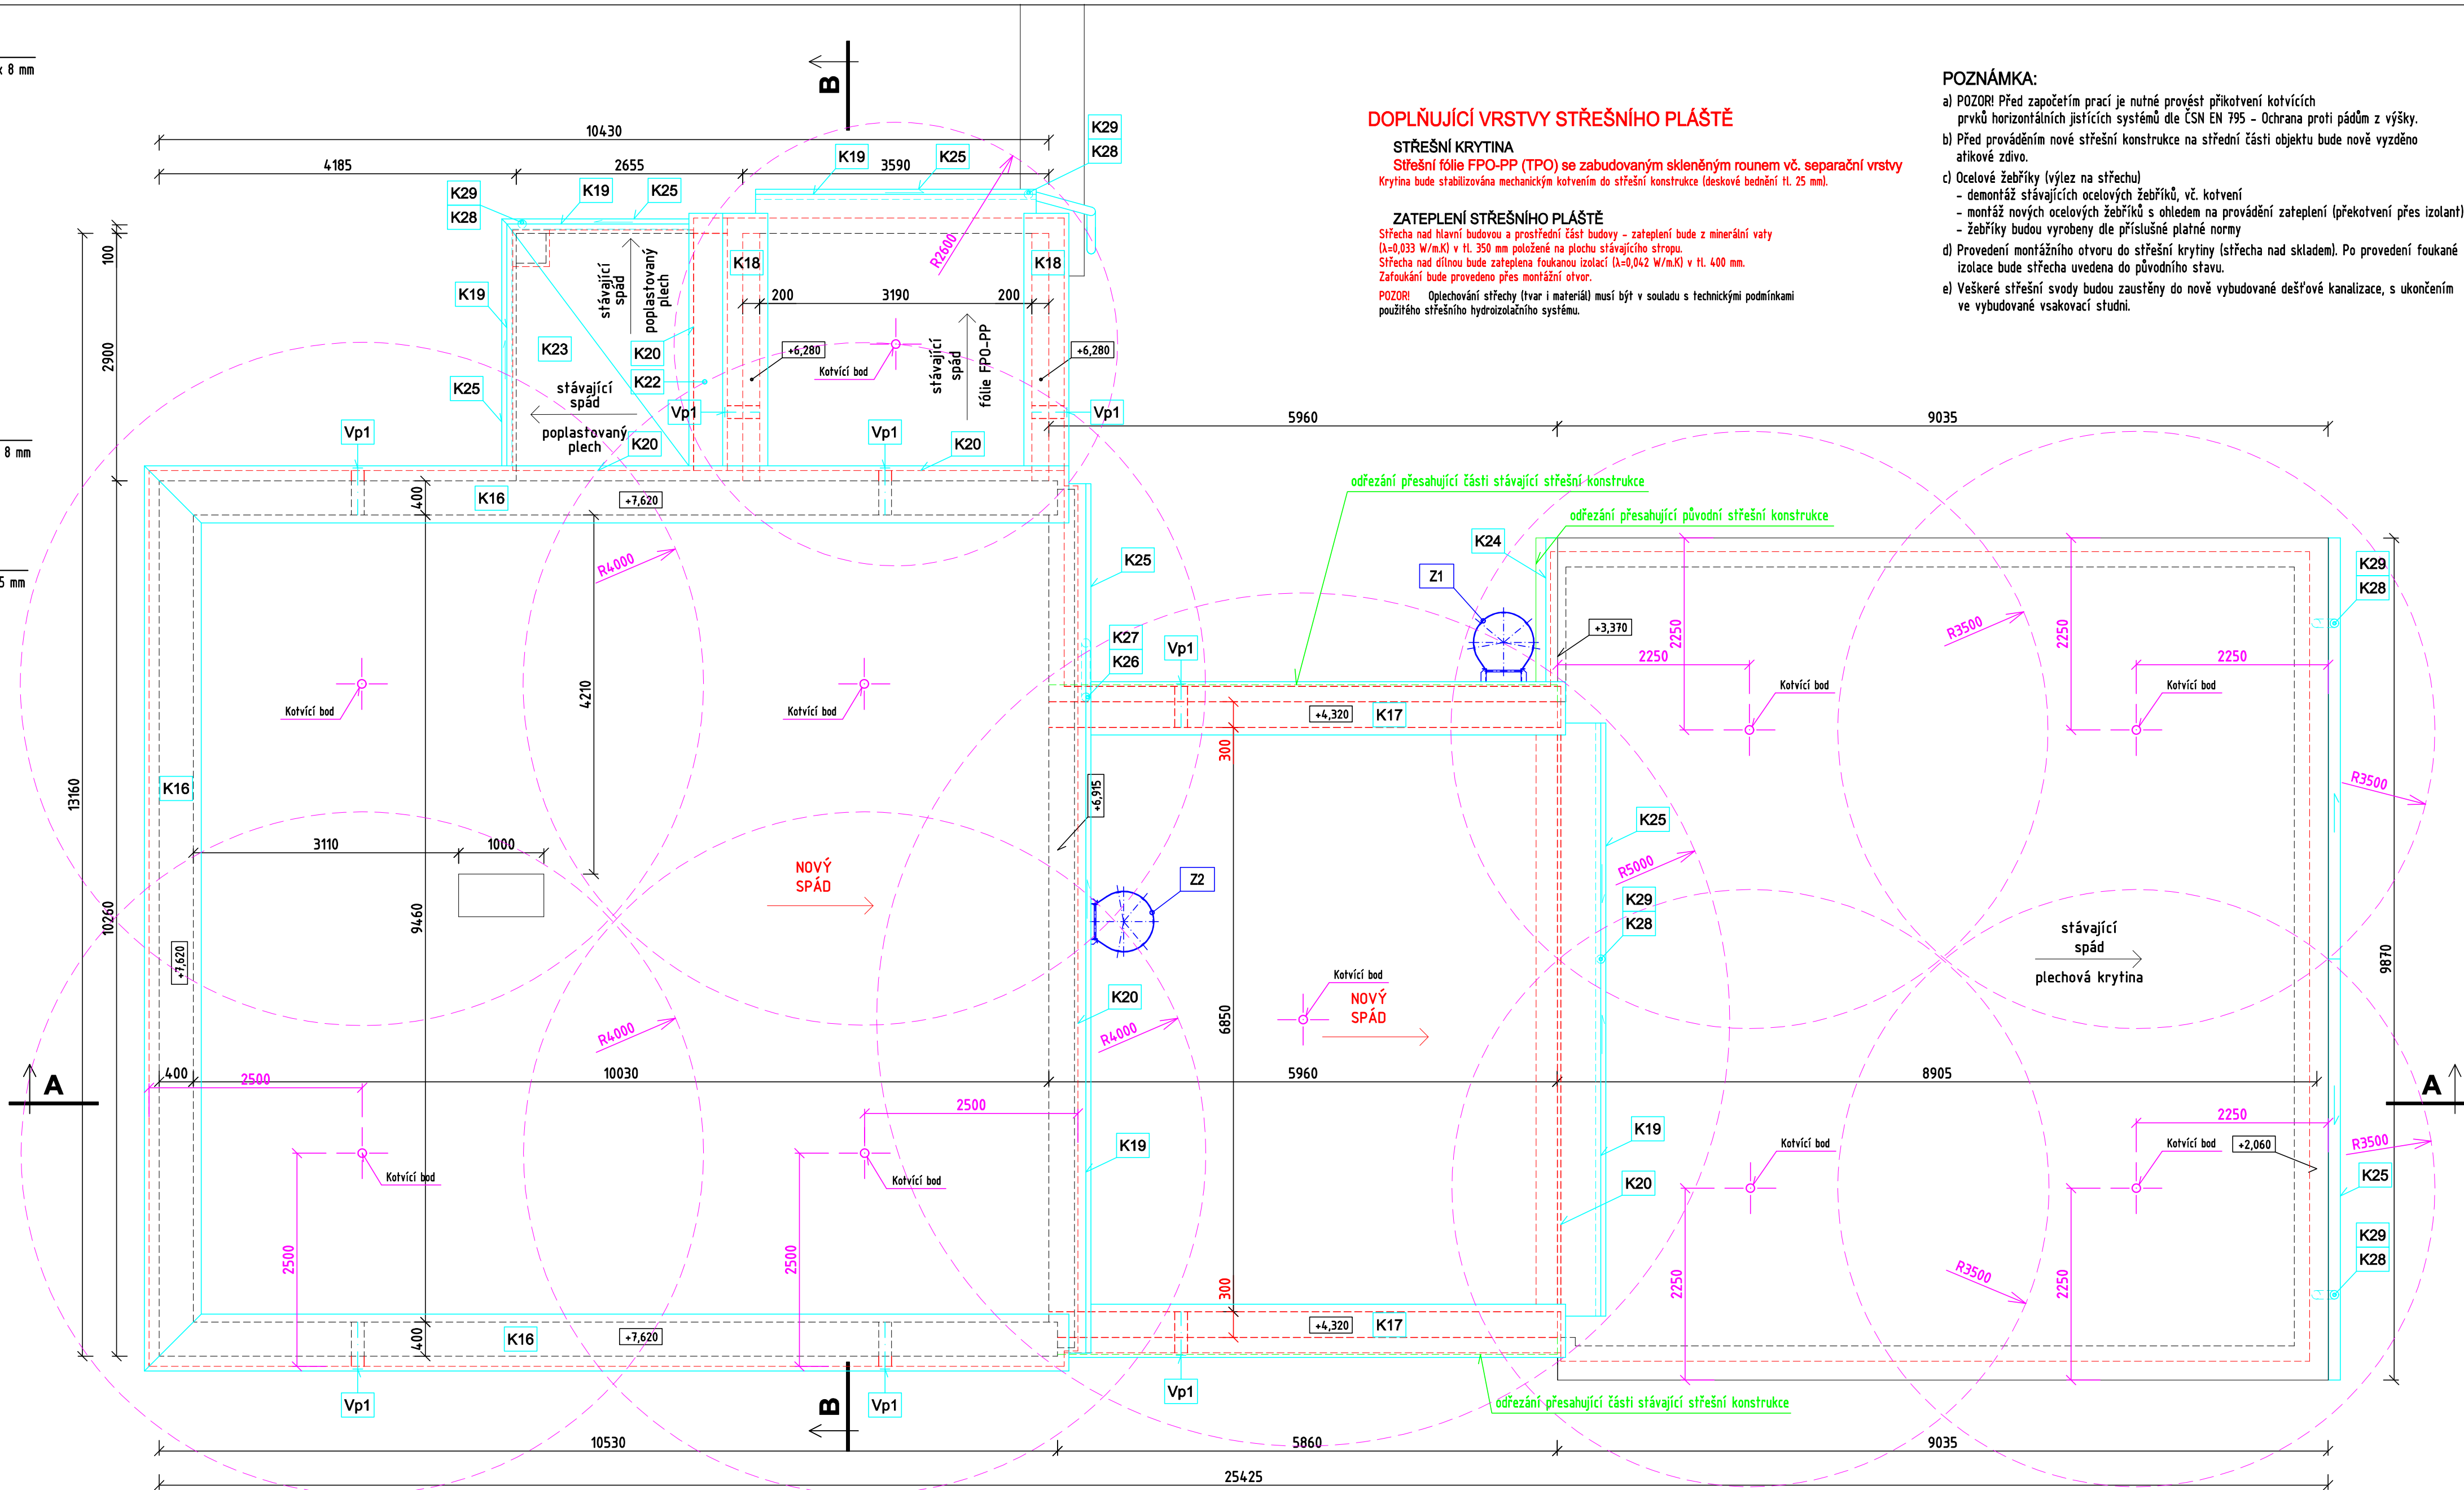 x 8 mm
8 mm
5 mm
B
10430
4185
2655
3590
K29
K28
K19
K25
K29
K28
K19
K25
R2600
100
K19
stávající
spád
poplastovaný
plech
K18
K18
200
3190
200
2900
K23
K20
K22
+6,280
+6,280
Kotvící bod
stávající
spád
fólie FPO-PP
K25
stávající
spád
poplastovaný
plech
Vp1
Vp1
Vp1
Vp1
K20
K20
DOPLŇUJÍCÍ VRSTVY STŘEŠNÍHO PLÁŠTĚ
STŘEŠNÍ KRYTINA
Střešní fólie FPO-PP (TPO) se zabudovaným skleněným rounem vč. separační vrstvy
Krytina bude stabilizována mechanickým kotvením do střešní konstrukce (deskové bednění tl. 25 mm).
ZATEPLENÍ STŘEŠNÍHO PLÁŠTĚ
Střecha nad hlavní budovou a prostřední část budovy - zateplení bude z minerální vaty
(λ=0,033 W/m.K) v tl. 350 mm položené na plochu stávajícího stropu.
Střecha nad dílnou bude zateplena foukanou izolací (λ=0,042 W/m.K) v tl. 400 mm.
Zafoukání bude provedeno přes montážní otvor.
POZOR! Oplechování střechy (tvar i materiál) musí být v souladu s technickými podmínkami
použitého střešního hydroizolačního systému.
POZNÁMKA:
a) POZOR! Před započetím prací je nutné provést přikotvení kotvících
prvků horizontálních jistících systémů dle ČSN EN 795 - Ochrana proti pádům z výšky.
b) Před prováděním nové střešní konstrukce na střední části objektu bude nově vyzděno
atikové zdivo.
c) Ocelové žebříky (výlez na střechu)
- demontáž stávajících ocelových žebříků, vč. kotvení
- montáž nových ocelových žebříků s ohledem na provádění zateplení (překotvení přes izolant)
- žebříky budou vyrobeny dle příslušné platné normy
d) Provedení montážního otvoru do střešní krytiny (střecha nad skladem). Po provedení foukané
izolace bude střecha uvedena do původního stavu.
e) Veškeré střešní svody budou zaustěny do nově vybudované dešťové kanalizace, s ukončením
ve vybudované vsakovací studni.
5960
9035
K16
400
+7,620
odřezání přesahující části stávající střešní konstrukce
odřezání přesahující původní střešní konstrukce
K24
Z1
+3,370
R4000
K25
K27
K26
Vp1
4210
Kotvící bod
Kotvící bod
+4,320
K17
300
2250
2250
2250
2250
R3500
Kotvící bod
Kotvící bod
K29
K28
R3500
13160
K16
+6,915
3110
1000
NOVÝ
SPÁD
Z2
K25
R5000
K29
K28
10260
9460
+7,620
K20
6850
Kotvící bod
NOVÝ
SPÁD
stávající
spád
plechová krytina
9870
R4000
R4000
A
400
2500
10030
5960
8905
A
2500
2250
K19
K19
K20
Kotvící bod
Kotvící bod
Kotvící bod
Kotvící bod
+2,060
R3500
K25
2500
2500
2250
2250
R3500
K29
K28
300
K16
400
+7,620
+4,320
K17
Vp1
Vp1
Vp1
odřezání přesahující části stávající střešní konstrukce
B
10530
5860
9035
25425